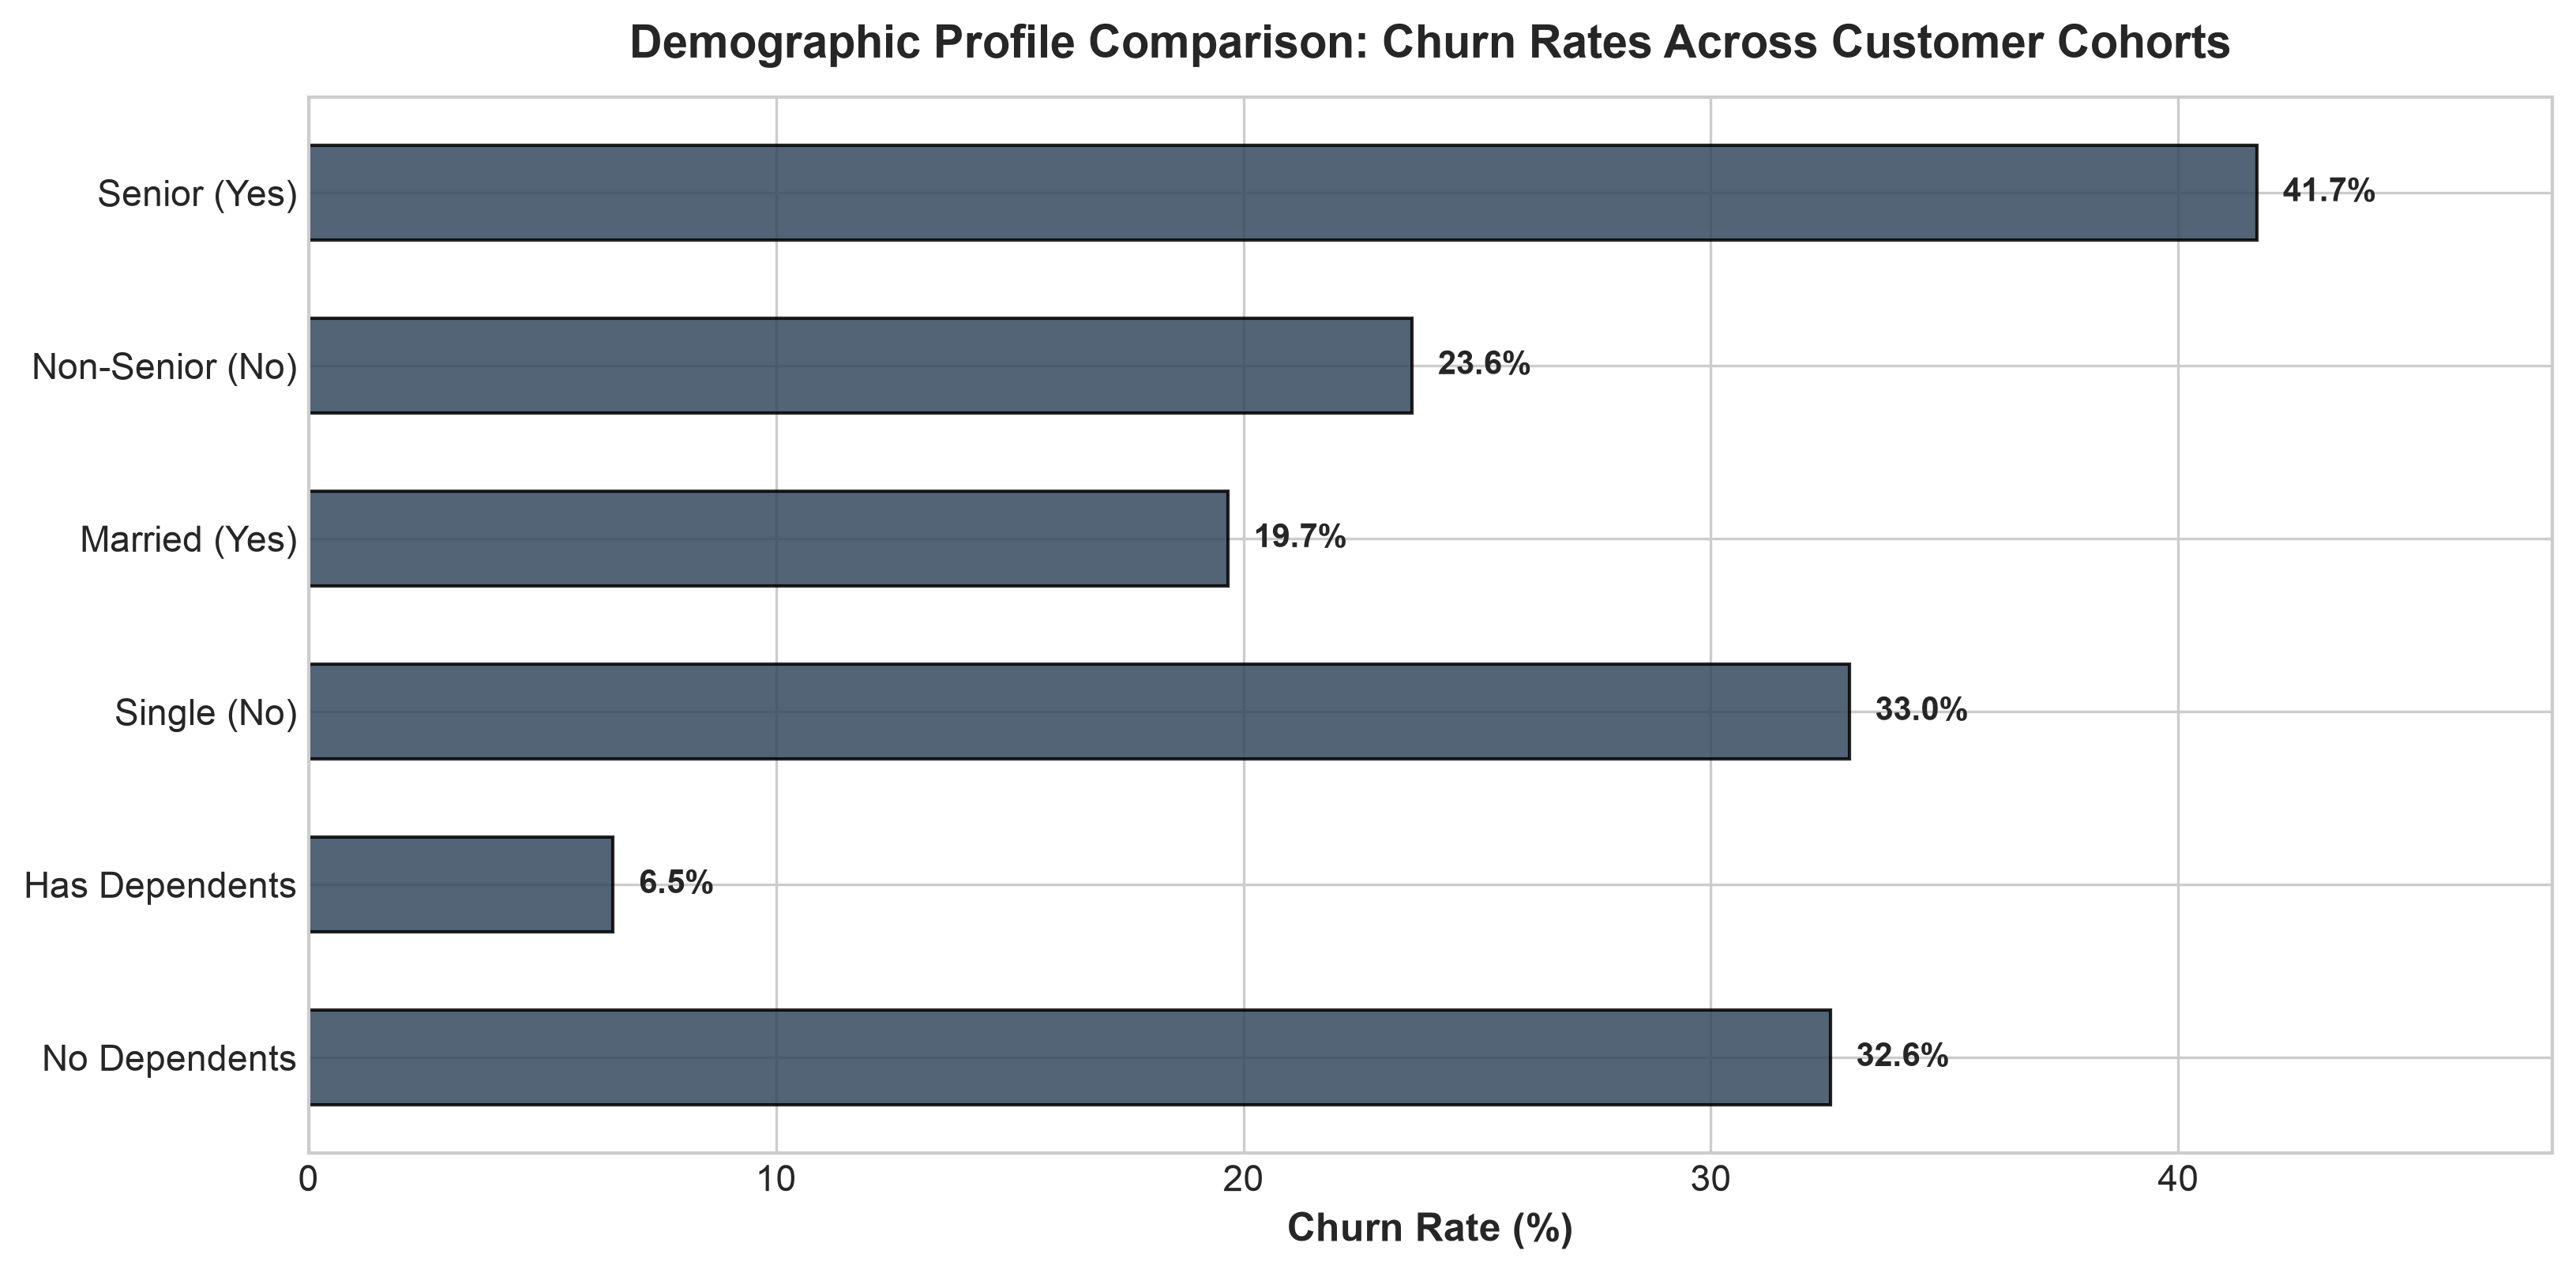 Demographic Profile Comparison: Churn Rates Across Customer Cohorts
Senior (Yes) 41.7%
Non-Senior (No) 23.6%
Married (Yes) 19.7%
Single (No) 33.0%
Has Dependents 6.5%
No Dependents 32.6%
0 10 20 30 40
Churn Rate (%)